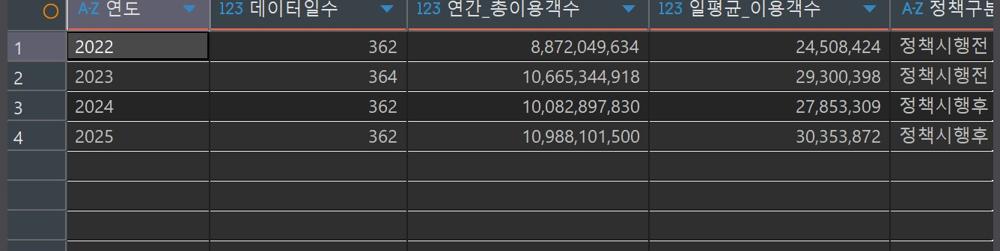 A-Z 연도 123 데이터일수 123 연간_총이용객수 123 일평균_이용객수 A-Z 정책구분
1 2022 362 8,872,049,634 24,508,424 정책시행전
2 2023 364 10,665,344,918 29,300,398 정책시행전
3 2024 362 10,082,897,830 27,853,309 정책시행후
4 2025 362 10,988,101,500 30,353,872 정책시행후